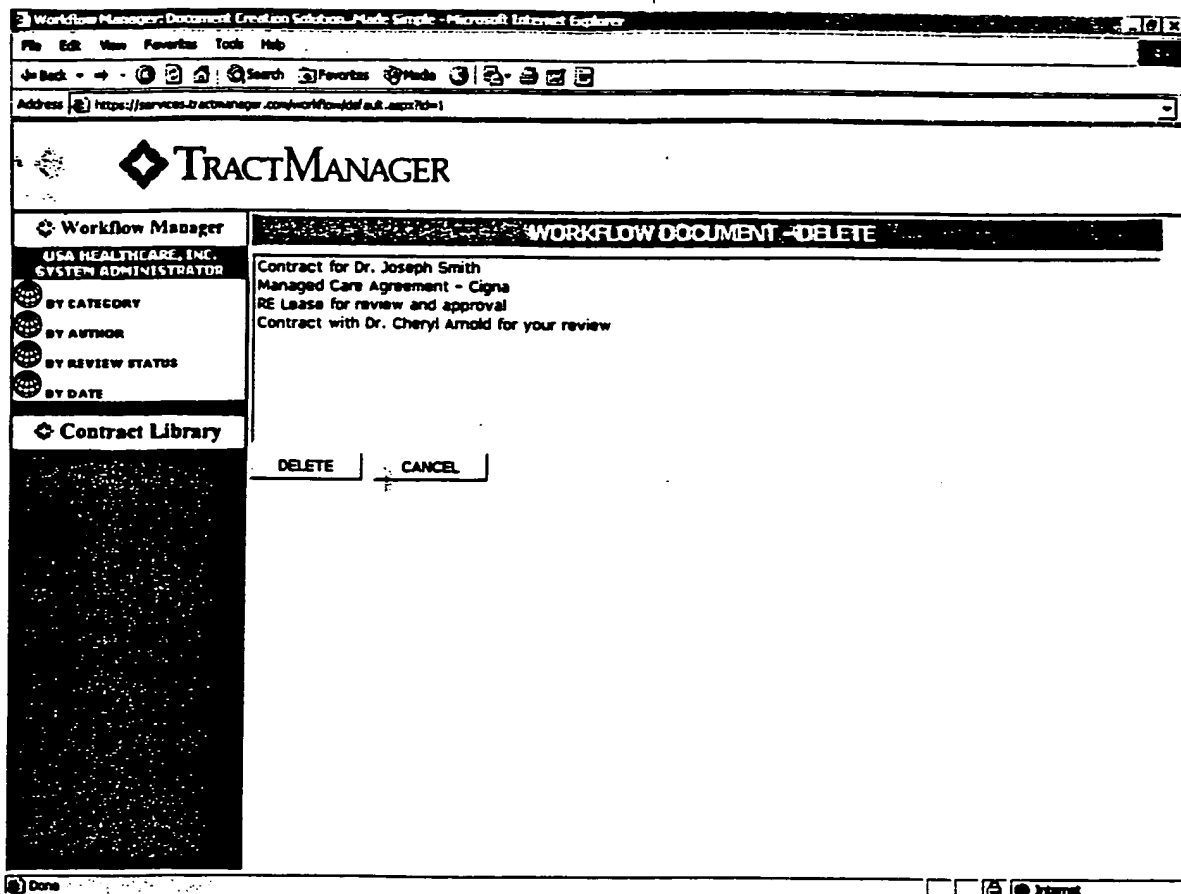 Workflow Manager: Document Creation Solution...Made Simple - Microsoft Internet Explorer
File Edit View Favorites Tools Help
Back Search Favorites Media
Address https://services.tractmanager.com/workflow/default.aspx?id=1
TRACTMANAGER
Workflow Manager
WORKFLOW DOCUMENT - DELETE
USA HEALTHCARE, INC.
SYSTEM ADMINISTRATOR
BY CATEGORY
BY AUTHOR
BY REVIEW STATUS
BY DATE
Contract for Dr. Joseph Smith
Managed Care Agreement - Cigna
RE Lease for review and approval
Contract with Dr. Cheryl Arnold for your review
Contract Library
DELETE CANCEL
Done Internet